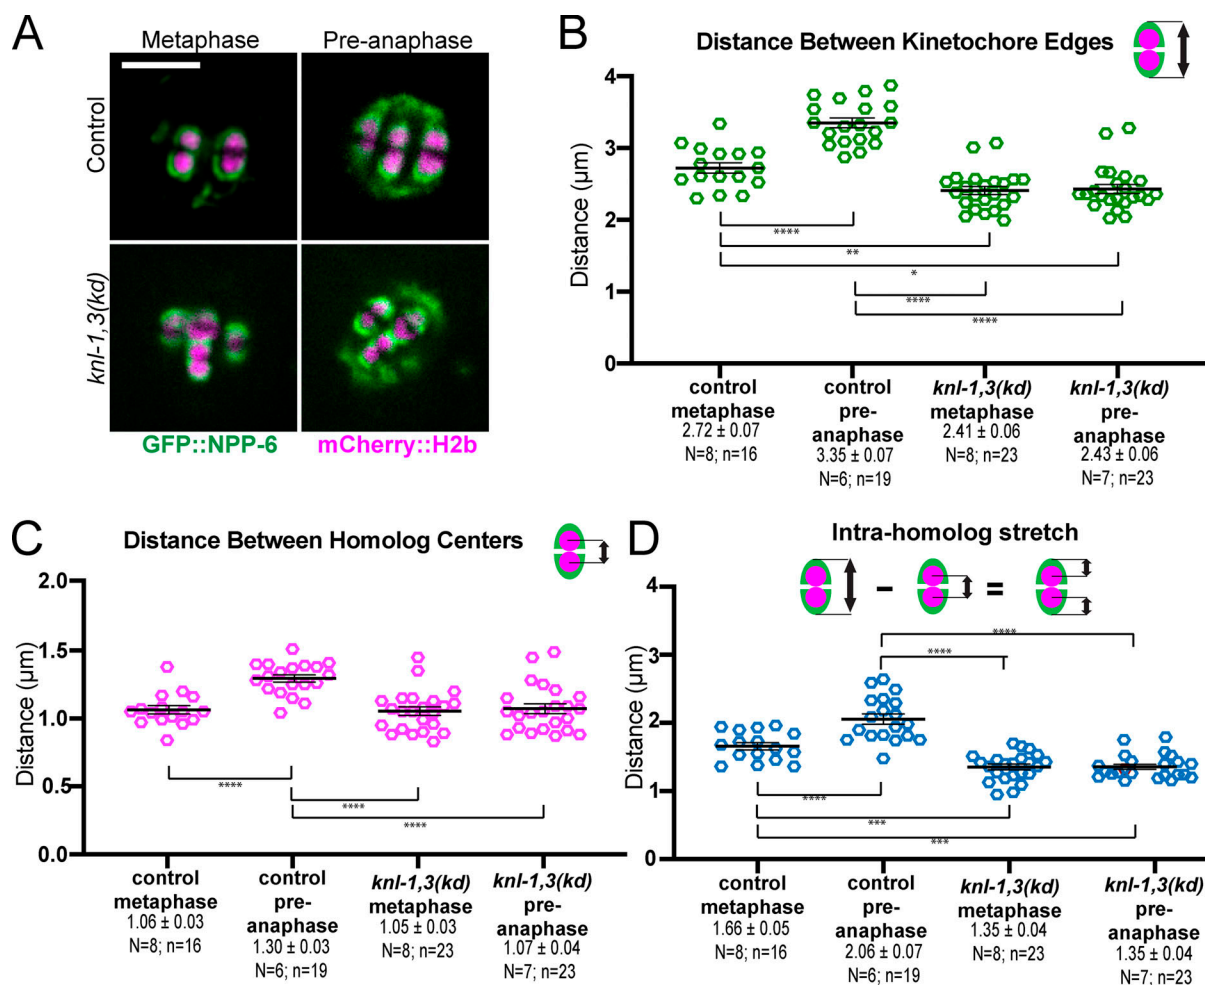 A
Metaphase
Pre-anaphase
Control
knl-1,3(kd)
GFP::NPP-6
mCherry::H2b
B
Distance Between Kinetochore Edges
Distance (µm)
4
3
2
1
0
****
**
*
****
****
control
metaphase
2.72 ± 0.07
N=8; n=16
control
pre-
anaphase
3.35 ± 0.07
N=6; n=19
knl-1,3(kd)
metaphase
2.41 ± 0.06
N=8; n=23
knl-1,3(kd)
pre-
anaphase
2.43 ± 0.06
N=7; n=23
C
Distance Between Homolog Centers
Distance (µm)
2.0
1.5
1.0
0.5
0.0
****
****
****
control
metaphase
1.06 ± 0.03
N=8; n=16
control
pre-
anaphase
1.30 ± 0.03
N=6; n=19
knl-1,3(kd)
metaphase
1.05 ± 0.03
N=8; n=23
knl-1,3(kd)
pre-
anaphase
1.07 ± 0.04
N=7; n=23
D
Intra-homolog stretch
- =
Distance (µm)
4
3
2
1
0
****
****
****
***
***
control
metaphase
1.66 ± 0.05
N=8; n=16
control
pre-
anaphase
2.06 ± 0.07
N=6; n=19
knl-1,3(kd)
metaphase
1.35 ± 0.04
N=8; n=23
knl-1,3(kd)
pre-
anaphase
1.35 ± 0.04
N=7; n=23